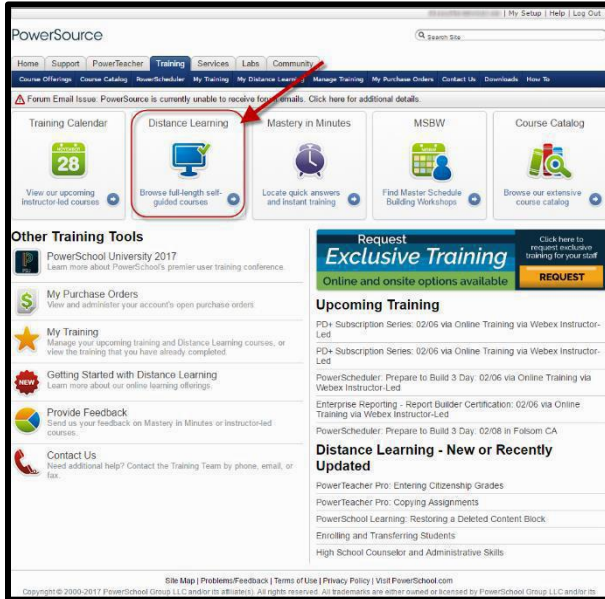 | My Setup | Help | Log Out
PowerSource
Search Site
Home Support PowerTeacher Training Services Labs Community
Course Offerings Course Catalog PowerScheduler My Training My Distance Learning Manage Training My Purchase Orders Contact Us Downloads How To
Forum Email Issue: PowerSource is currently unable to receive forum emails. Click here for additional details.
Training Calendar
NOVEMBER
28
View our upcoming
instructor-led courses
Distance Learning
Browse full-length self-
guided courses
Mastery in Minutes
Locate quick answers
and instant training
MSBW
Find Master Schedule
Building Workshops
Course Catalog
Browse our extensive
course catalog
Other Training Tools
PSU
PowerSchool University 2017
Learn more about PowerSchool's premier user training conference
My Purchase Orders
View and administer your account's open purchase orders
My Training
Manage your upcoming training and Distance Learning courses, or
view the training that you have already completed
NEW
Getting Started with Distance Learning
Learn more about our online learning offerings.
Provide Feedback
Send us your feedback on Mastery in Minutes or instructor-led
courses.
Contact Us
Need additional help? Contact the Training Team by phone, email, or
fax.
Request
Exclusive Training
Online and onsite options available
Click here to
request exclusive
training for your staff
REQUEST
Upcoming Training
PD+ Subscription Series: 02/06 via Online Training via Webex Instructor-
Led
PD+ Subscription Series: 02/06 via Online Training via Webex Instructor-
Led
PowerScheduler: Prepare to Build 3 Day: 02/06 via Online Training via
Webex Instructor-Led
Enterprise Reporting - Report Builder Certification: 02/06 via Online
Training via Webex Instructor-Led
PowerScheduler: Prepare to Build 3 Day: 02/08 in Folsom CA
Distance Learning - New or Recently
Updated
PowerTeacher Pro: Entering Citizenship Grades
PowerTeacher Pro: Copying Assignments
PowerSchool Learning: Restoring a Deleted Content Block
Enrolling and Transferring Students
High School Counselor and Administrative Skills
Site Map | Problems/Feedback | Terms of Use | Privacy Policy | Visit PowerSchool.com
Copyright © 2000-2017 PowerSchool Group LLC and/or its affiliate(s). All rights reserved. All trademarks are either owned or licensed by PowerSchool Group LLC and/or its